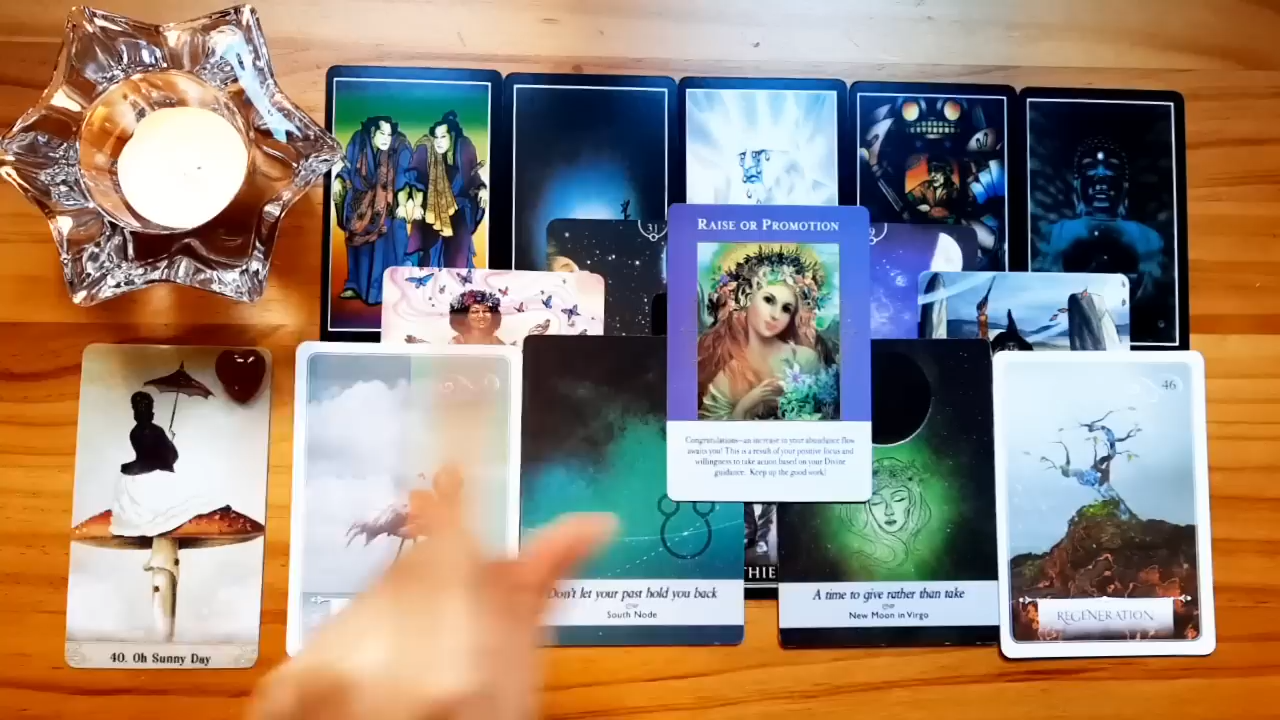 31
RAISE OR PROMOTION
Congratulations—an increase in your abundance flow
awaits you! This is a result of your positive focus and
willingness to take action based on your Divine
guidance. Keep up the good work!
46
THIE
Don't let your past hold you back
South Node
A time to give rather than take
New Moon in Virgo
REGENERATION
40. Oh Sunny Day